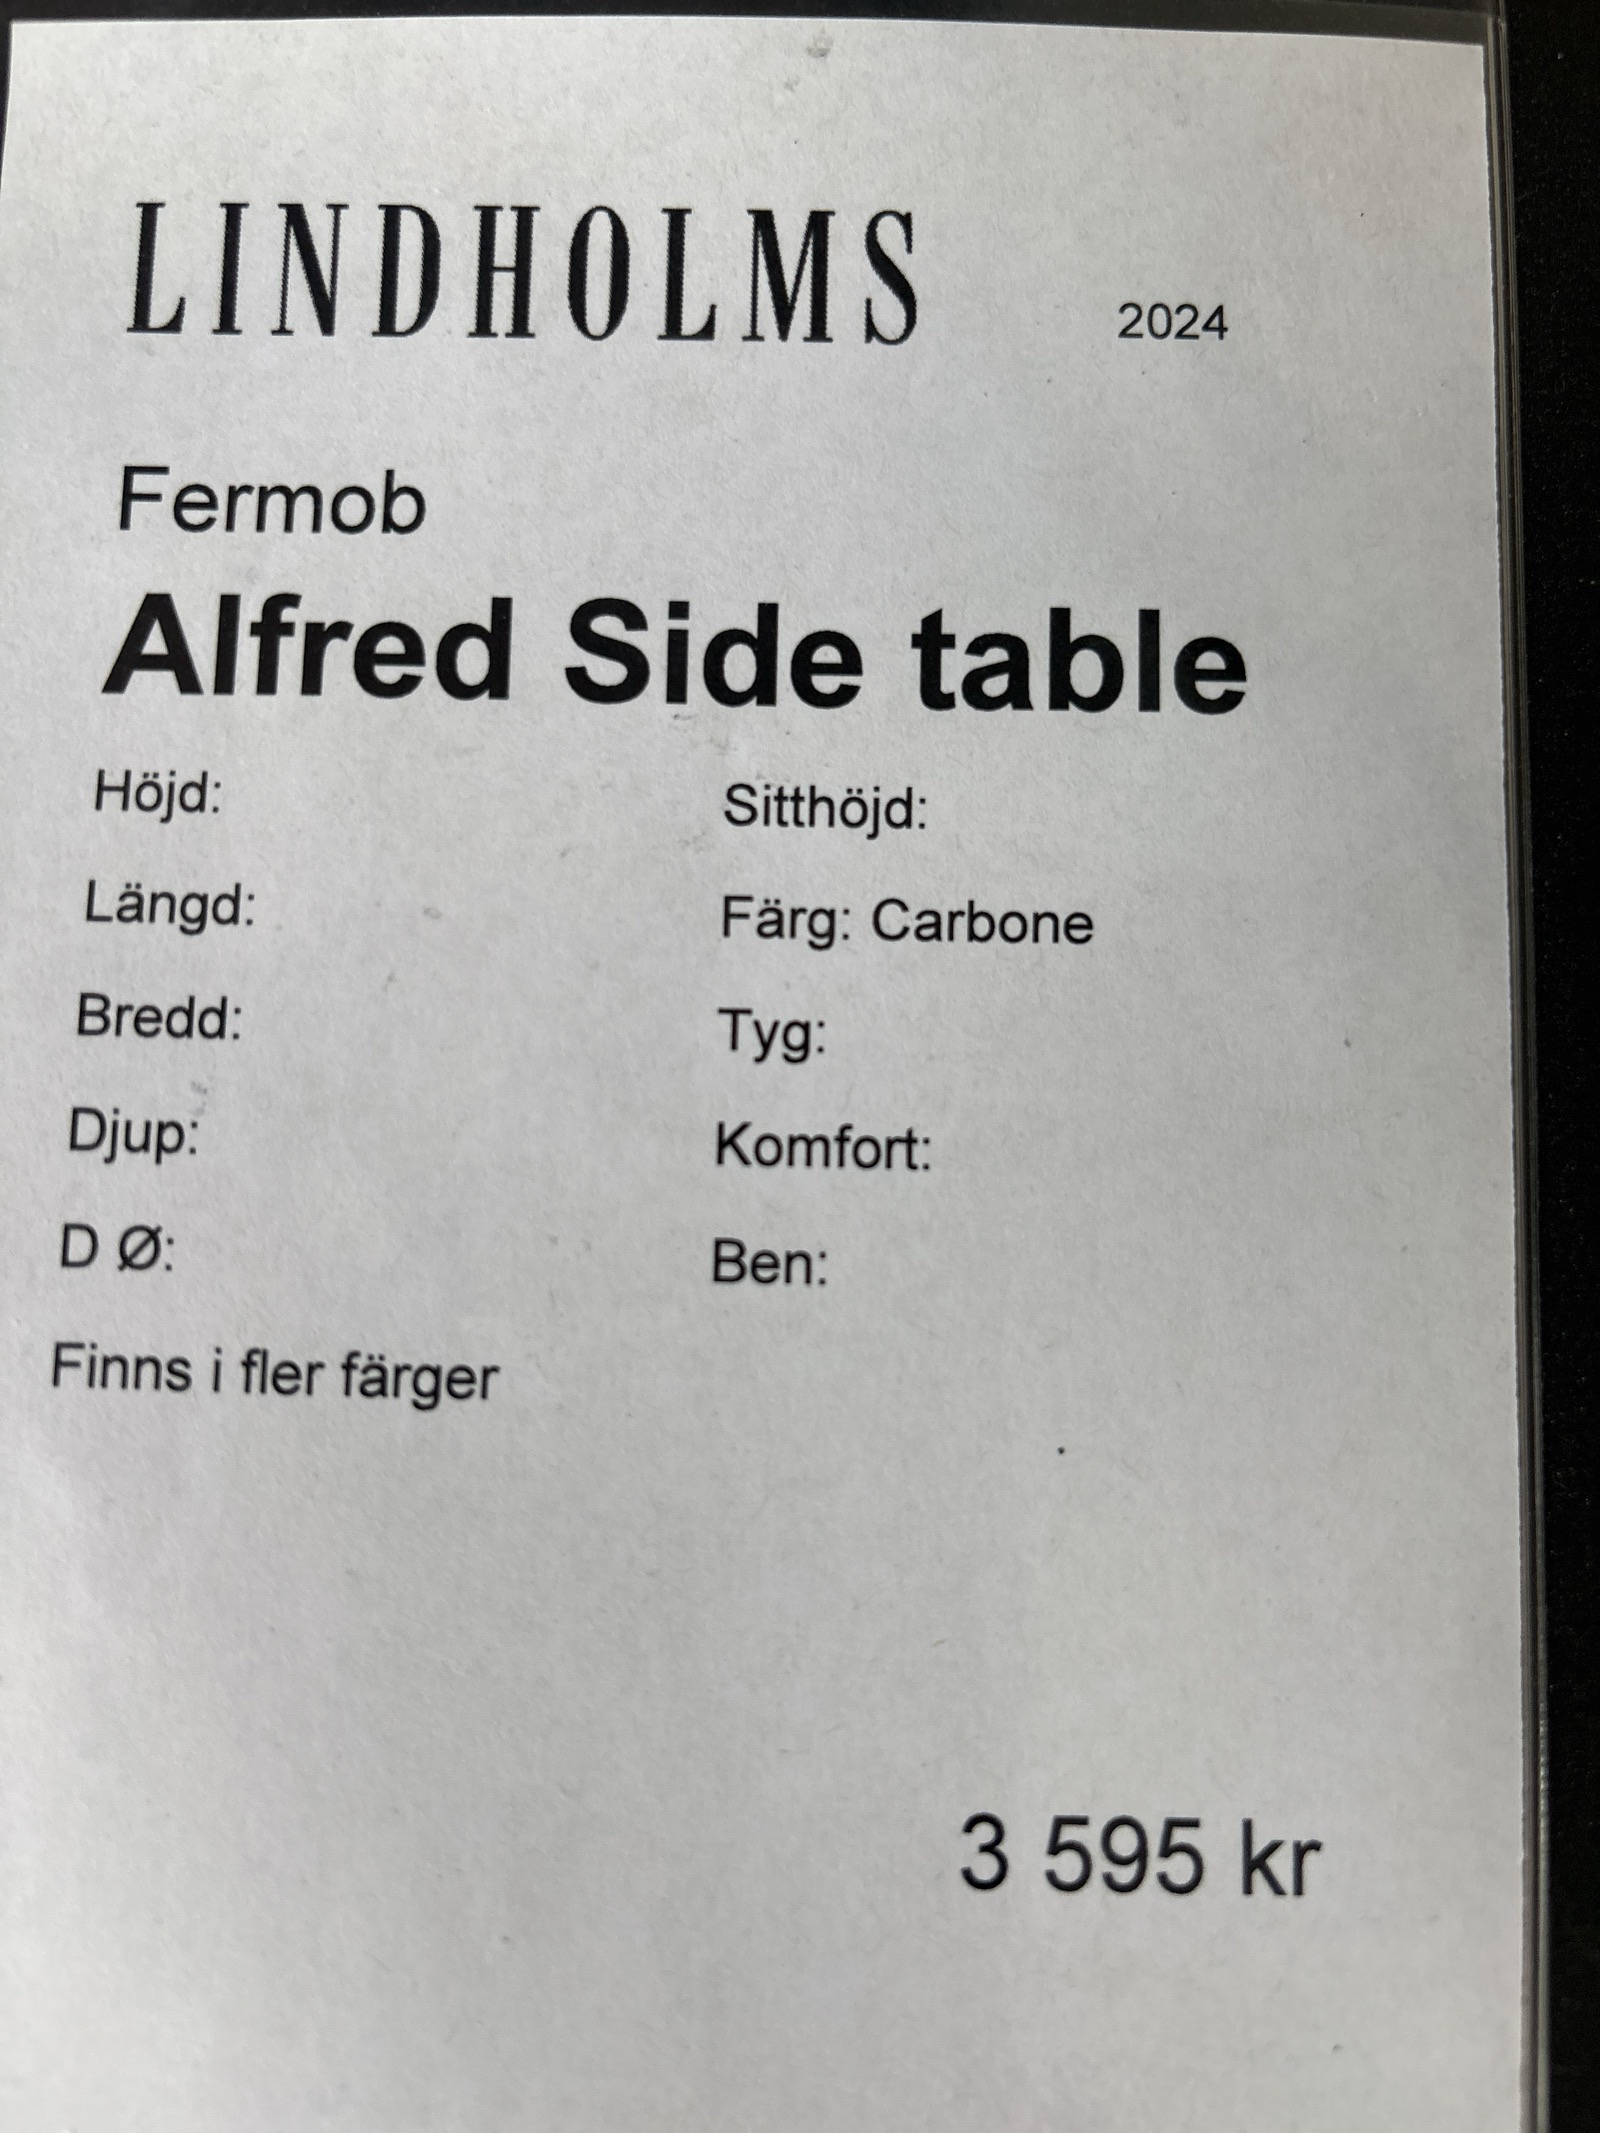 LINDHOLMS 2024
Fermob
Alfred Side table
Höjd: Sitthöjd:
Längd: Färg: Carbone
Bredd: Tyg:
Djup: Komfort:
D Ø: Ben:
Finns i fler färger
3 595 kr